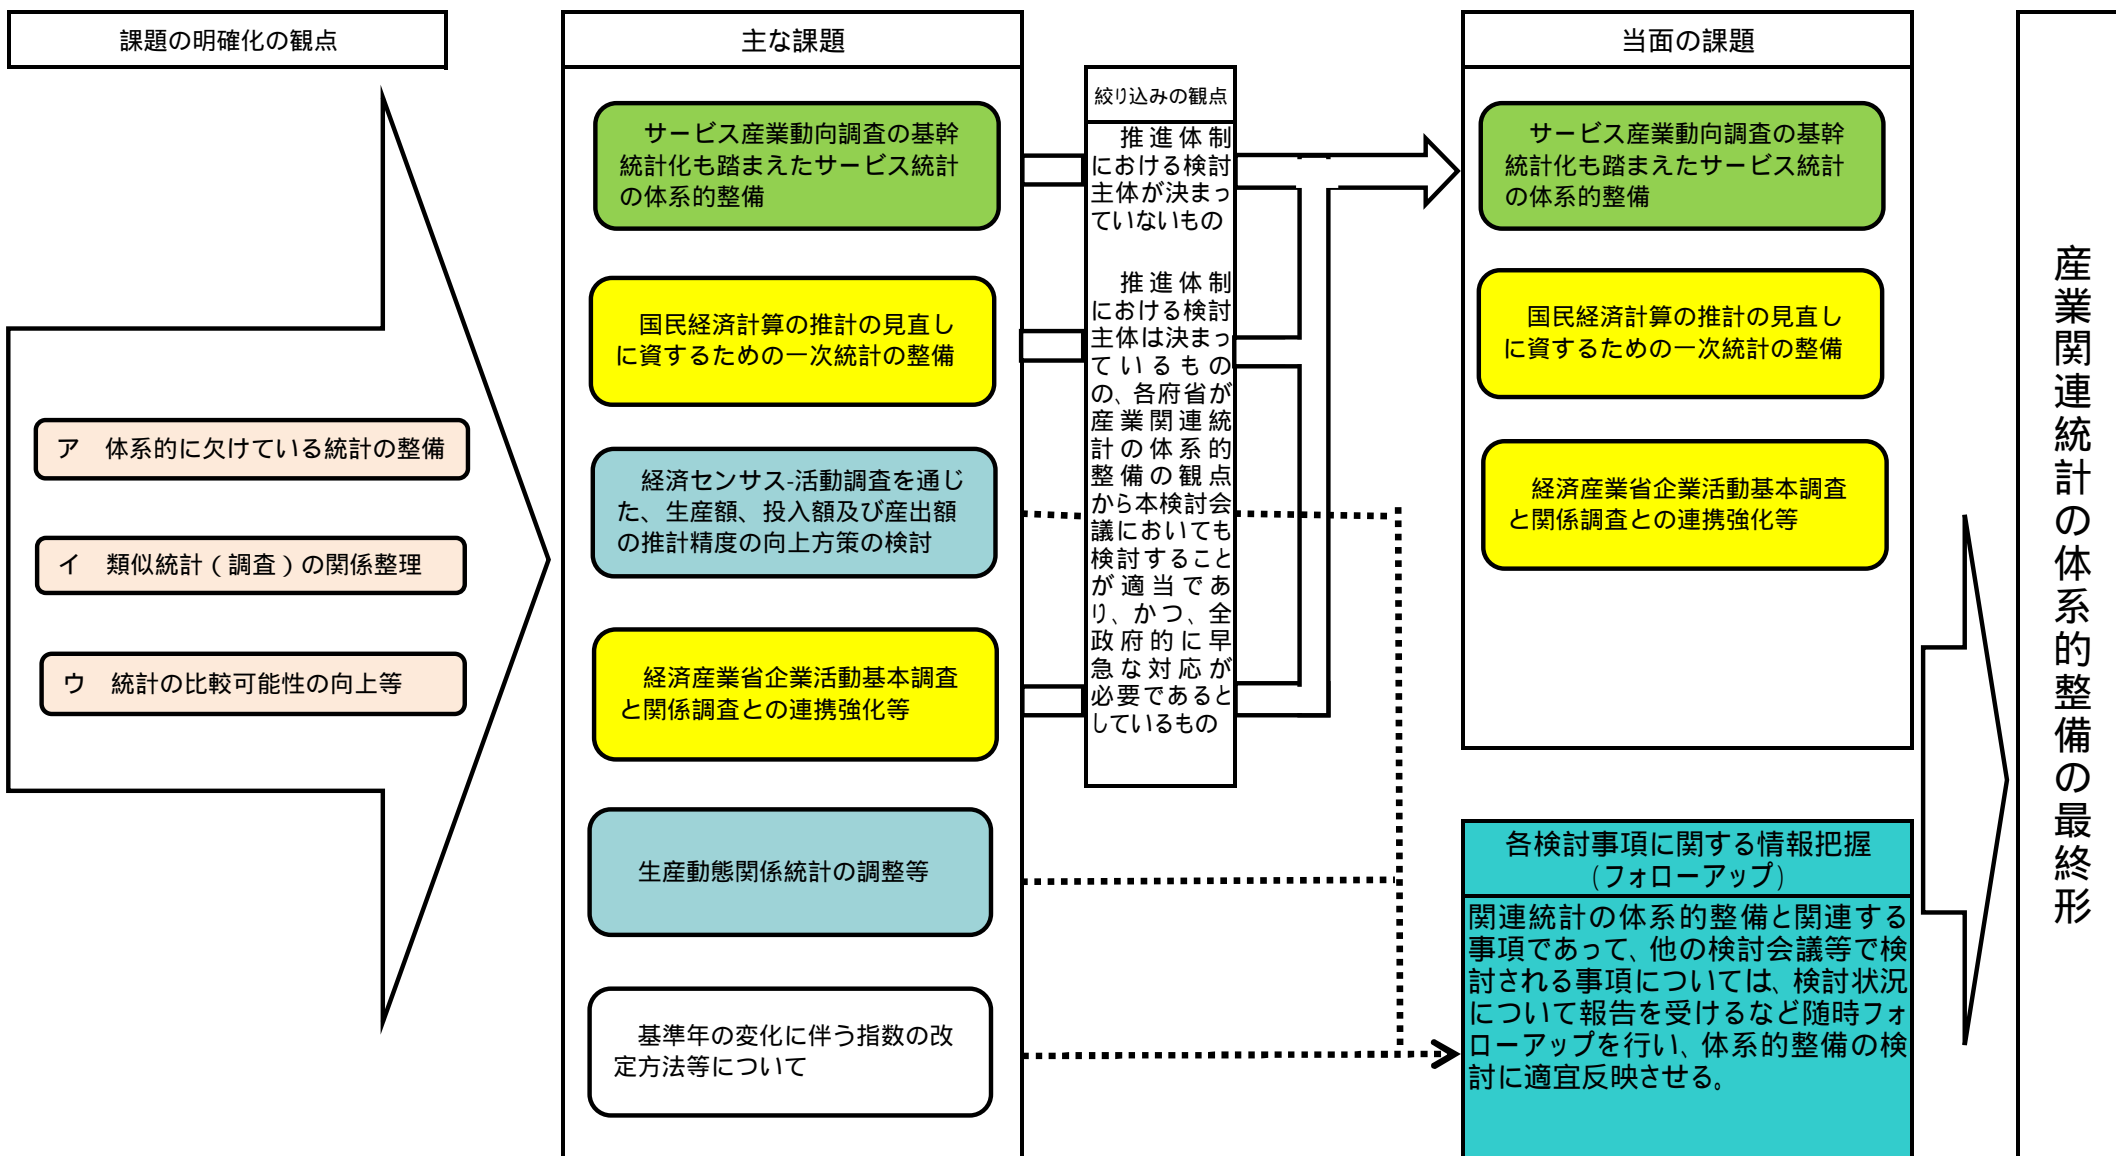 課題の明確化の観点
ア　体系的に欠けている統計の整備
イ　類似統計（調査）の関係整理
ウ　統計の比較可能性の向上等
主な課題
サービス産業動向調査の基幹
統計化も踏まえたサービス統計
の体系的整備
国民経済計算の推計の見直し
に資するための一次統計の整備
経済センサス-活動調査を通じ
た、生産額、投入額及び産出額
の推計精度の向上方策の検討
経済産業省企業活動基本調査
と関係調査との連携強化等
生産動態関係統計の調整等
基準年の変化に伴う指数の改
定方法等について
絞り込みの観点
推進体制
における検討
主体が決まっ
ていないもの
推進体制
における検討
主体は決まっ
ているもの
の、各府省が
産業関連統
計の体系的
整備の観点
から本検討会
議においても
検討すること
が適当であ
り、かつ、全
政府的に早
急な対応が
必要であると
しているもの
当面の課題
サービス産業動向調査の基幹
統計化も踏まえたサービス統計
の体系的整備
国民経済計算の推計の見直し
に資するための一次統計の整備
経済産業省企業活動基本調査
と関係調査との連携強化等
各検討事項に関する情報把握
（フォローアップ）
関連統計の体系的整備と関連する
事項であって、他の検討会議等で検
討される事項については、検討状況
について報告を受けるなど随時フォ
ローアップを行い、体系的整備の検
討に適宜反映させる。
産業関連統計の体系的整備の最終形